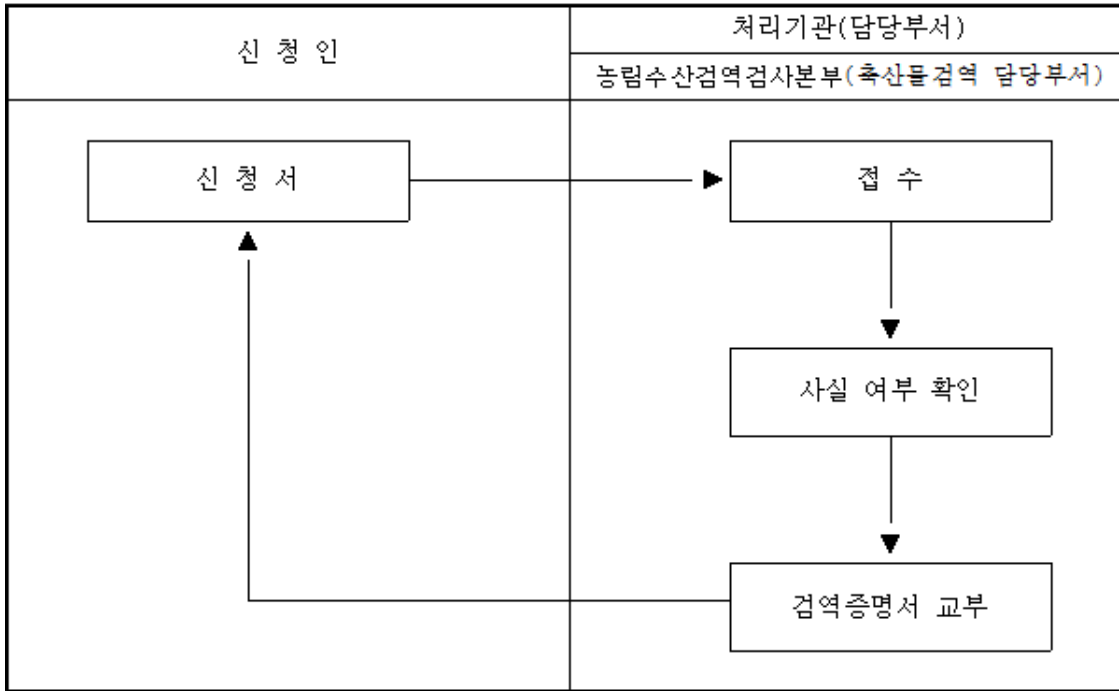 신 청 인
처리기관(담당부서)
농림수산검역검사본부(축산물검역 담당부서)
신 청 서
접 수
사실 여부 확인
검역증명서 교부